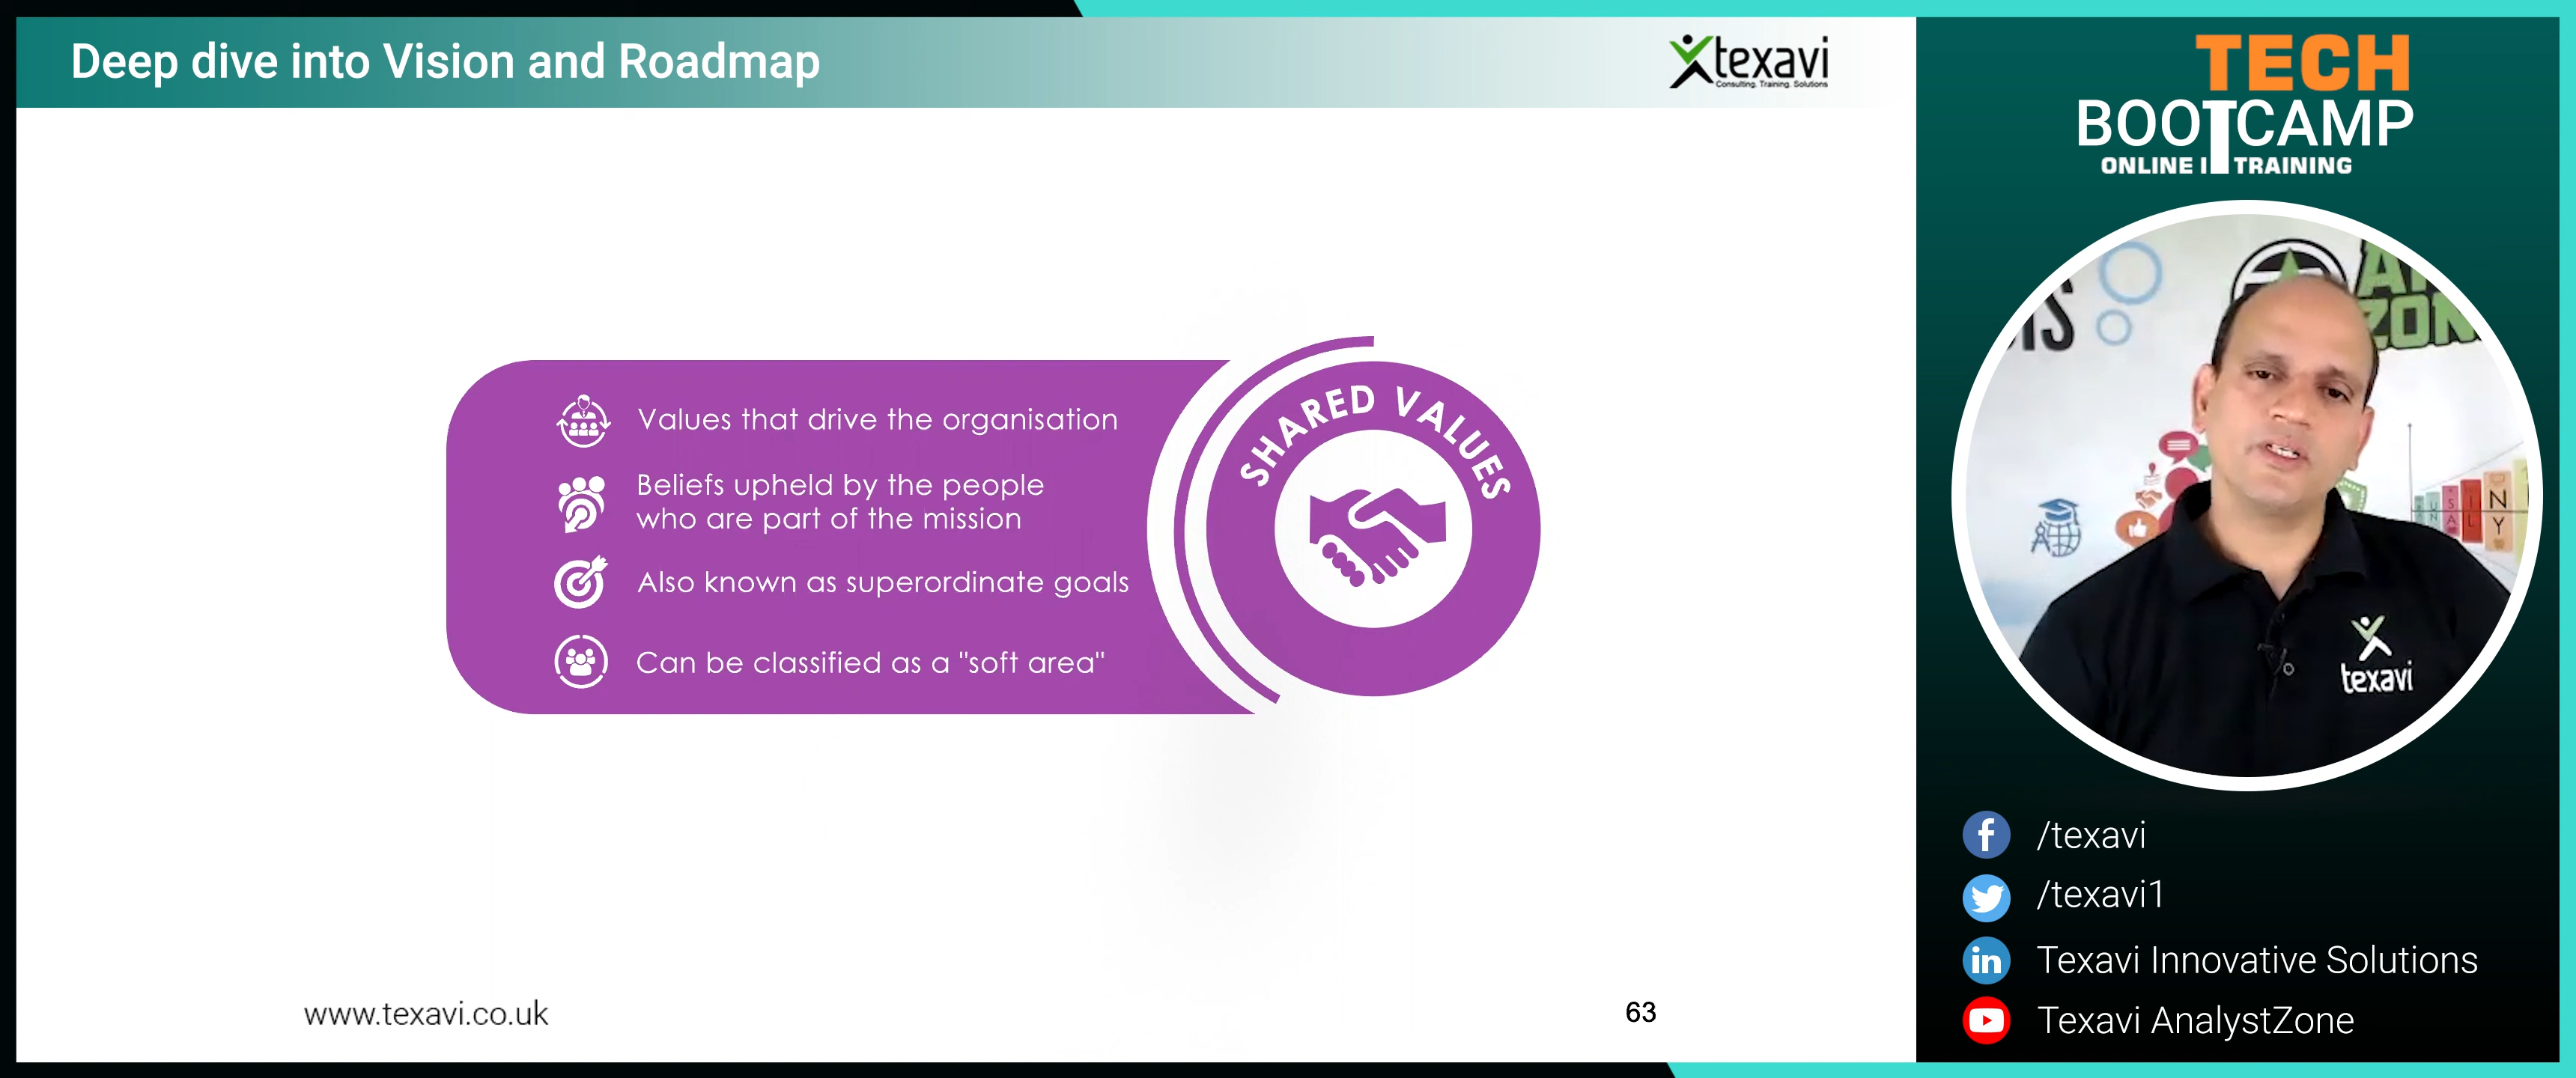 Deep dive into Vision and Roadmap
texavi
Consulting. Training. Solutions
TECH
BOOTCAMP
ONLINE IT TRAINING
SHARED VALUES
Values that drive the organisation
Beliefs upheld by the people
who are part of the mission
Also known as superordinate goals
Can be classified as a "soft area"
texavi
/texavi
/texavi1
Texavi Innovative Solutions
Texavi AnalystZone
www.texavi.co.uk
63